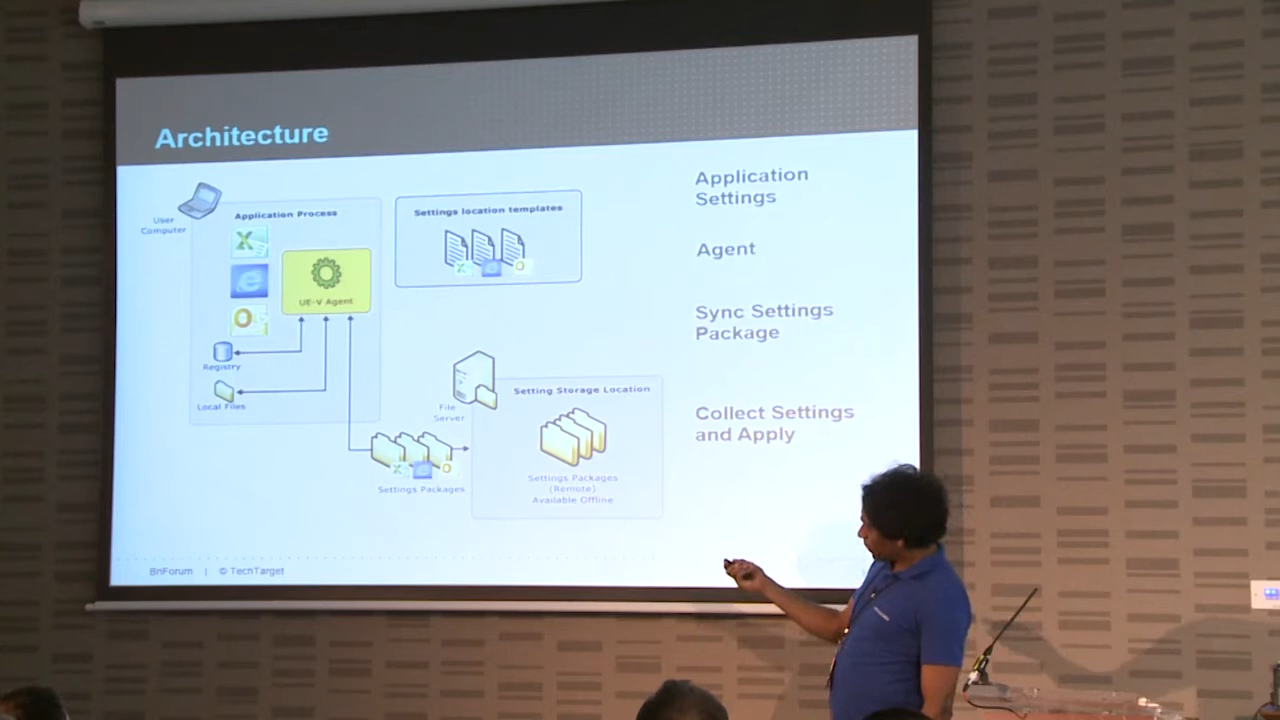 Architecture
User
Computer
Application Process
UE-V Agent
Registry
Local Files
Settings location templates
File
Server
Setting Storage Location
Settings Packages
(Remote)
Available Offline
Settings Packages
Application
Settings
Agent
Sync Settings
Package
Collect Settings
and Apply
BriForum | © TechTarget